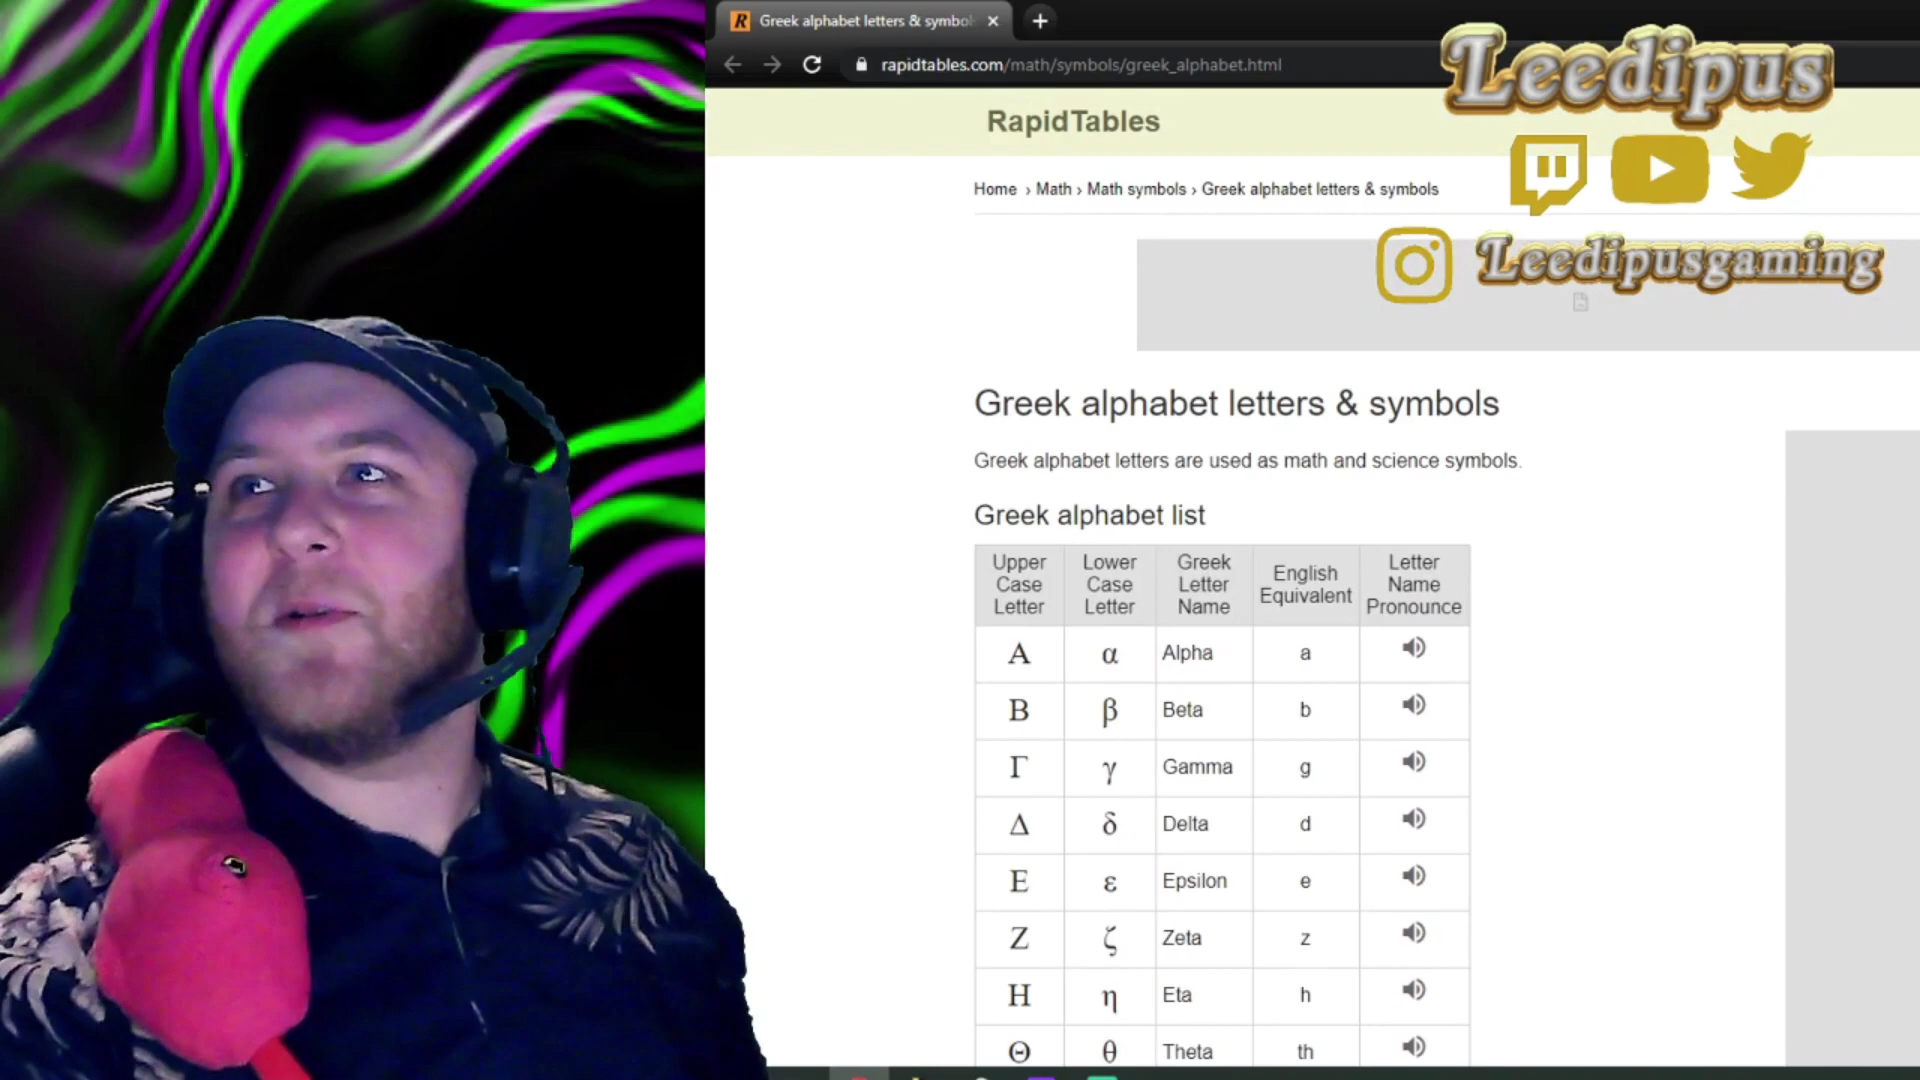 Greek alphabet letters & symbol
rapidtables.com/math/symbols/greek_alphabet.html
Leedipus
RapidTables
Home › Math › Math symbols › Greek alphabet letters & symbols
Leedipusgaming
Greek alphabet letters & symbols
Greek alphabet letters are used as math and science symbols.
Greek alphabet list
Upper Case Letter Lower Case Letter Greek Letter Name English Equivalent Letter Name Pronounce
Α α Alpha a
Β β Beta b
Γ γ Gamma g
Δ δ Delta d
Ε ε Epsilon e
Ζ ζ Zeta z
Η η Eta h
Θ θ Theta th